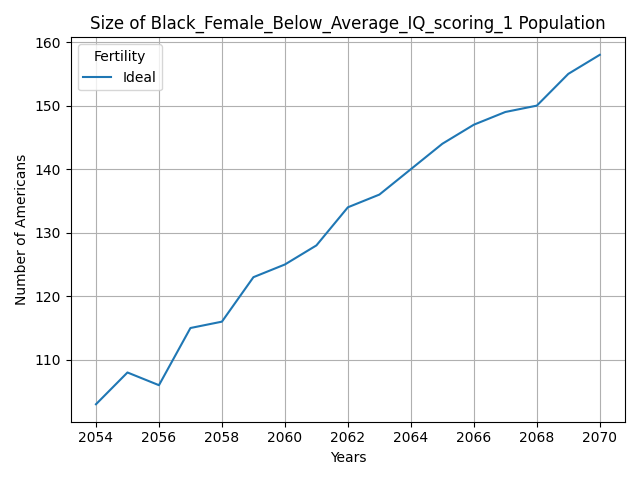 Size of Black_Female_Below_Average_IQ_scoring_1 Population
160
Fertility
Ideal
150
140
130
120
110
Number of Americans
2054 2056 2058 2060 2062 2064 2066 2068 2070
Years